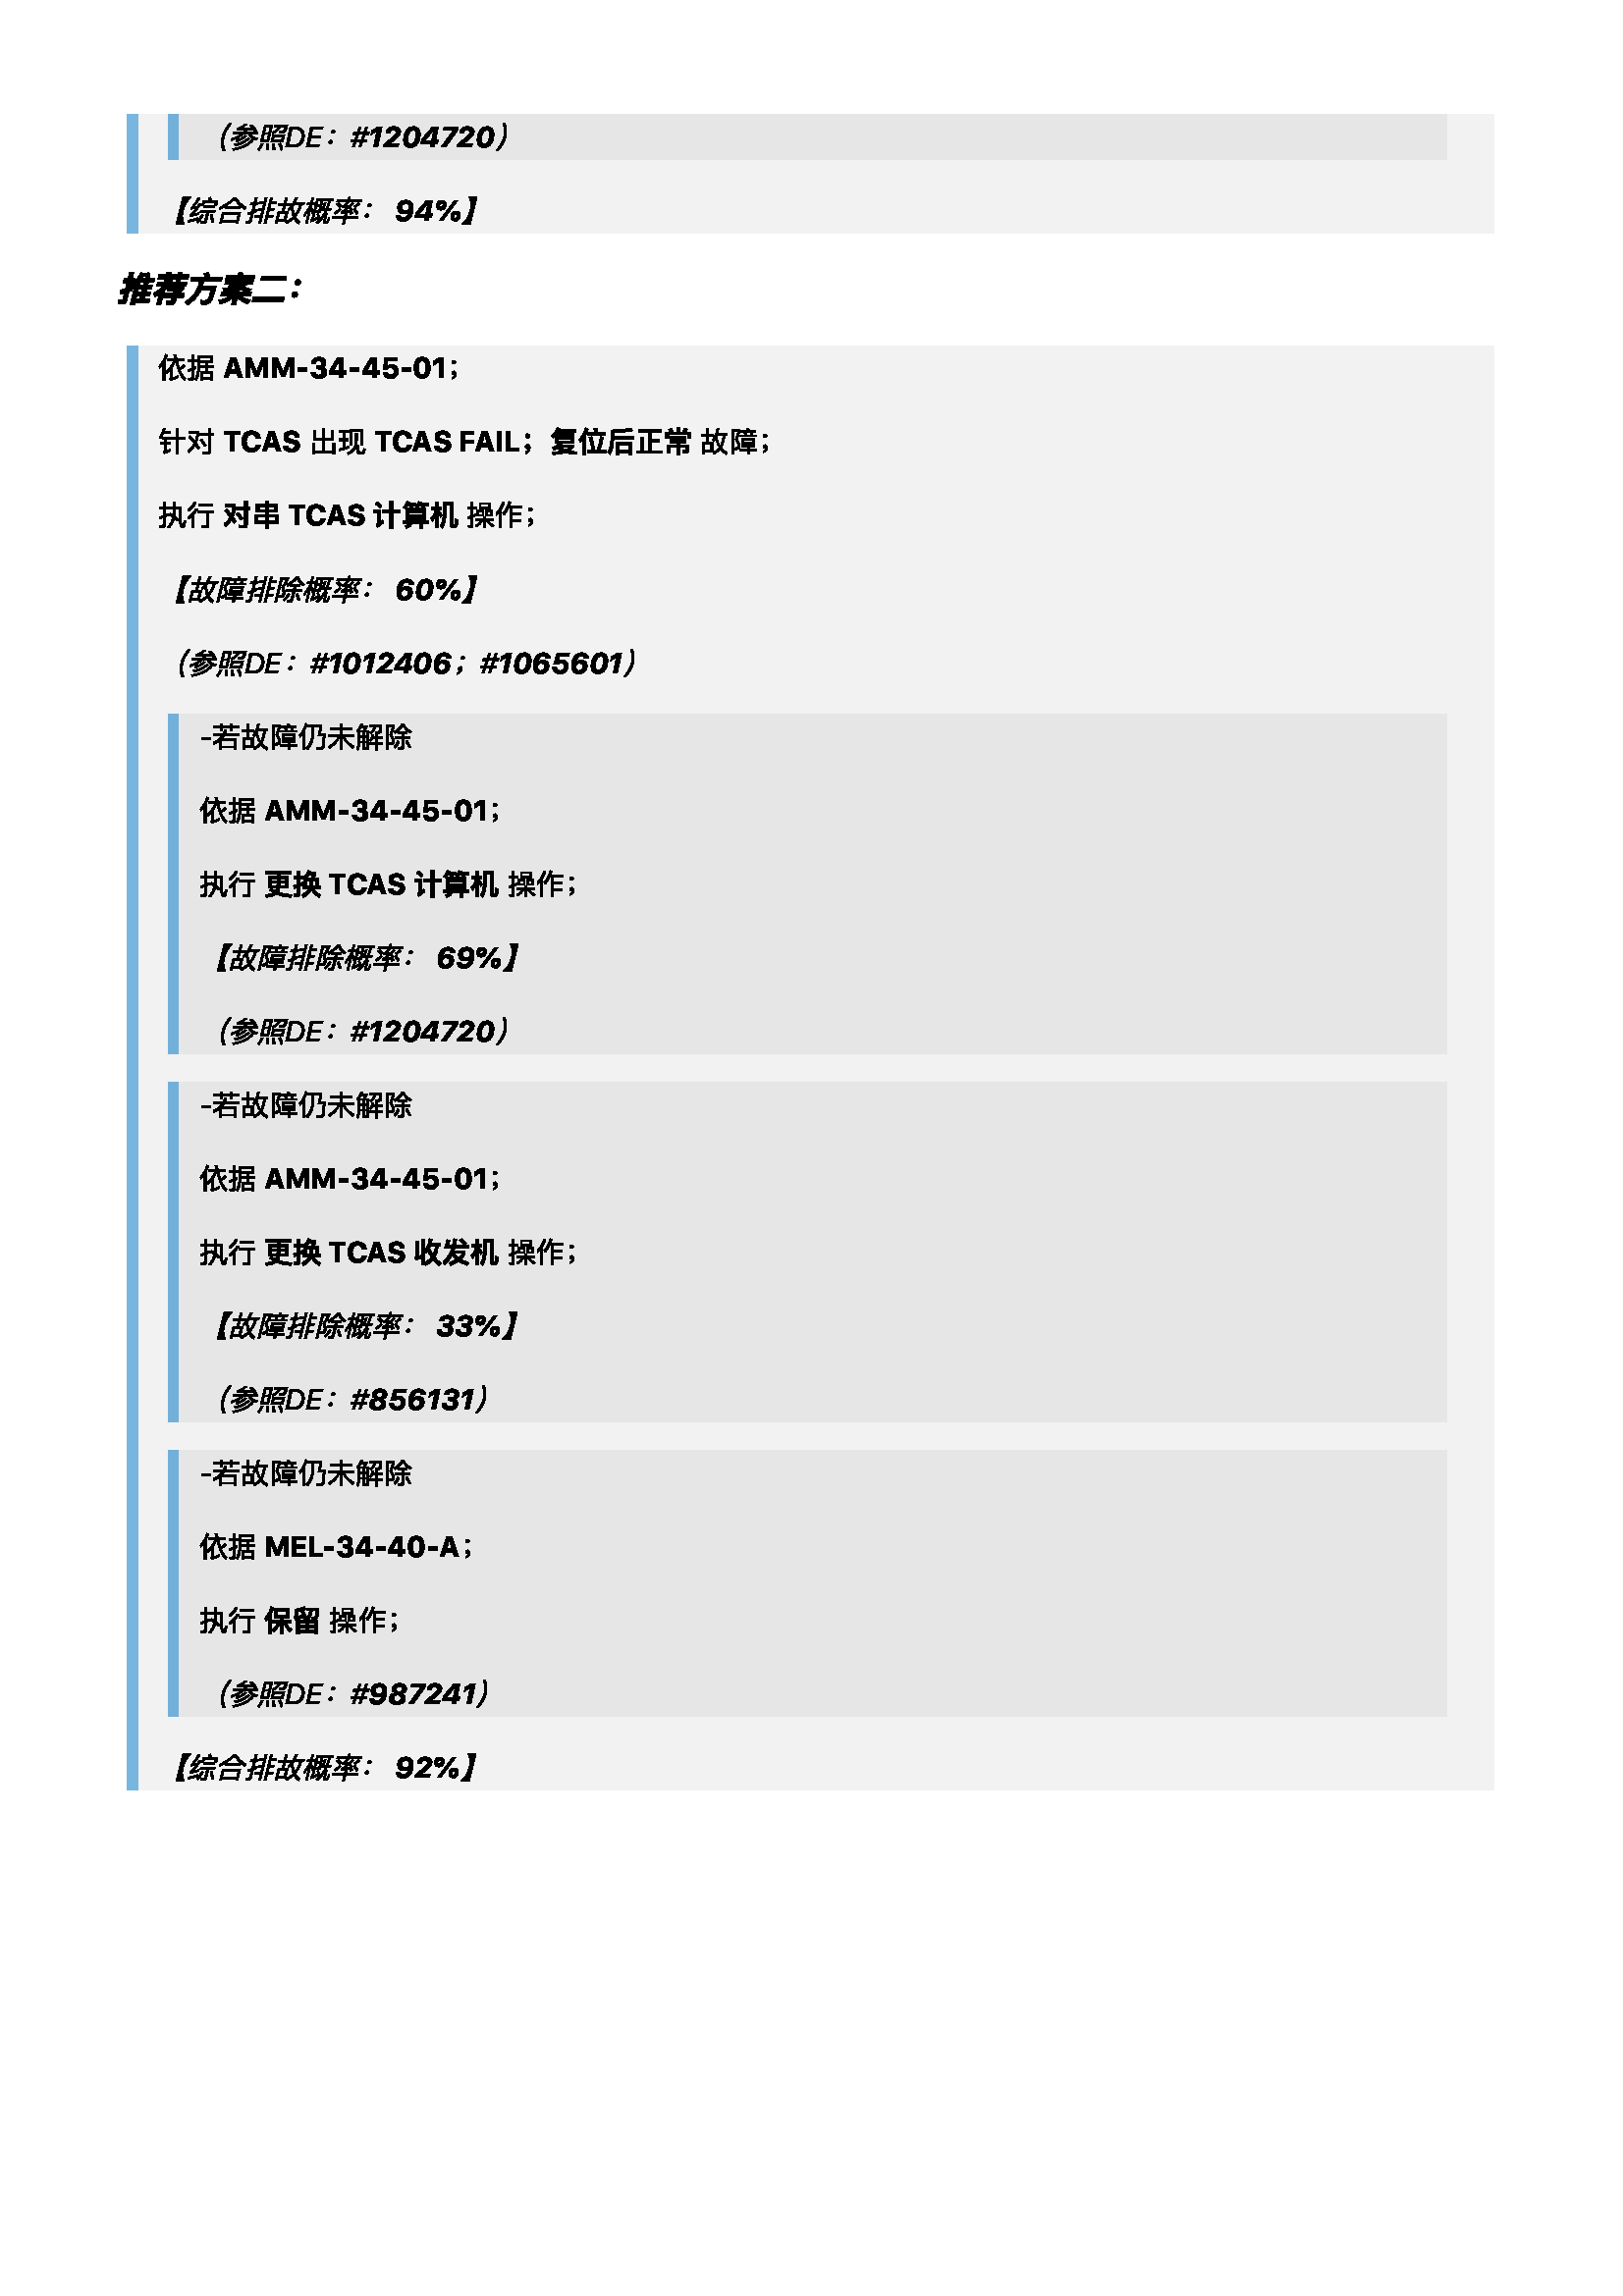 （参照DE：#1204720）
【综合排故概率： 94%】
推荐方案二：
依据 AMM-34-45-01；
针对 TCAS 出现 TCAS FAIL；复位后正常 故障；
执行 对串 TCAS 计算机 操作；
【故障排除概率： 60%】
（参照DE：#1012406；#1065601）
-若故障仍未解除
依据 AMM-34-45-01；
执行 更换 TCAS 计算机 操作；
【故障排除概率： 69%】
（参照DE：#1204720）
-若故障仍未解除
依据 AMM-34-45-01；
执行 更换 TCAS 收发机 操作；
【故障排除概率： 33%】
（参照DE：#856131）
-若故障仍未解除
依据 MEL-34-40-A；
执行 保留 操作；
（参照DE：#987241）
【综合排故概率： 92%】